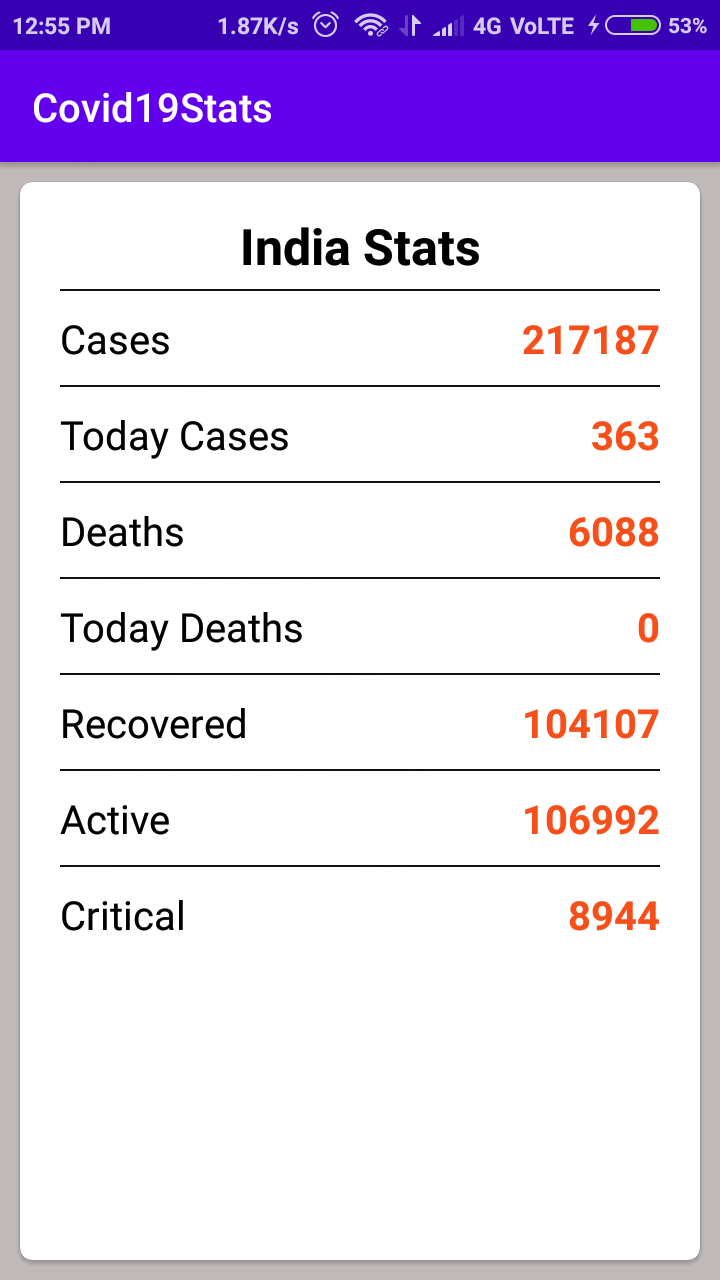 12:55 PM 1.87K/s 4G VoLTE 53%
Covid19Stats
India Stats
Cases 217187
Today Cases 363
Deaths 6088
Today Deaths 0
Recovered 104107
Active 106992
Critical 8944